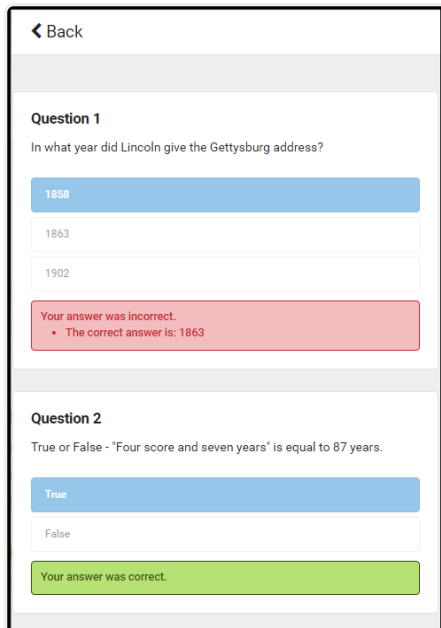 Back
Question 1
In what year did Lincoln give the Gettysburg address?
1858
1863
1902
Your answer was incorrect.
• The correct answer is: 1863
Question 2
True or False - "Four score and seven years" is equal to 87 years.
True
False
Your answer was correct.